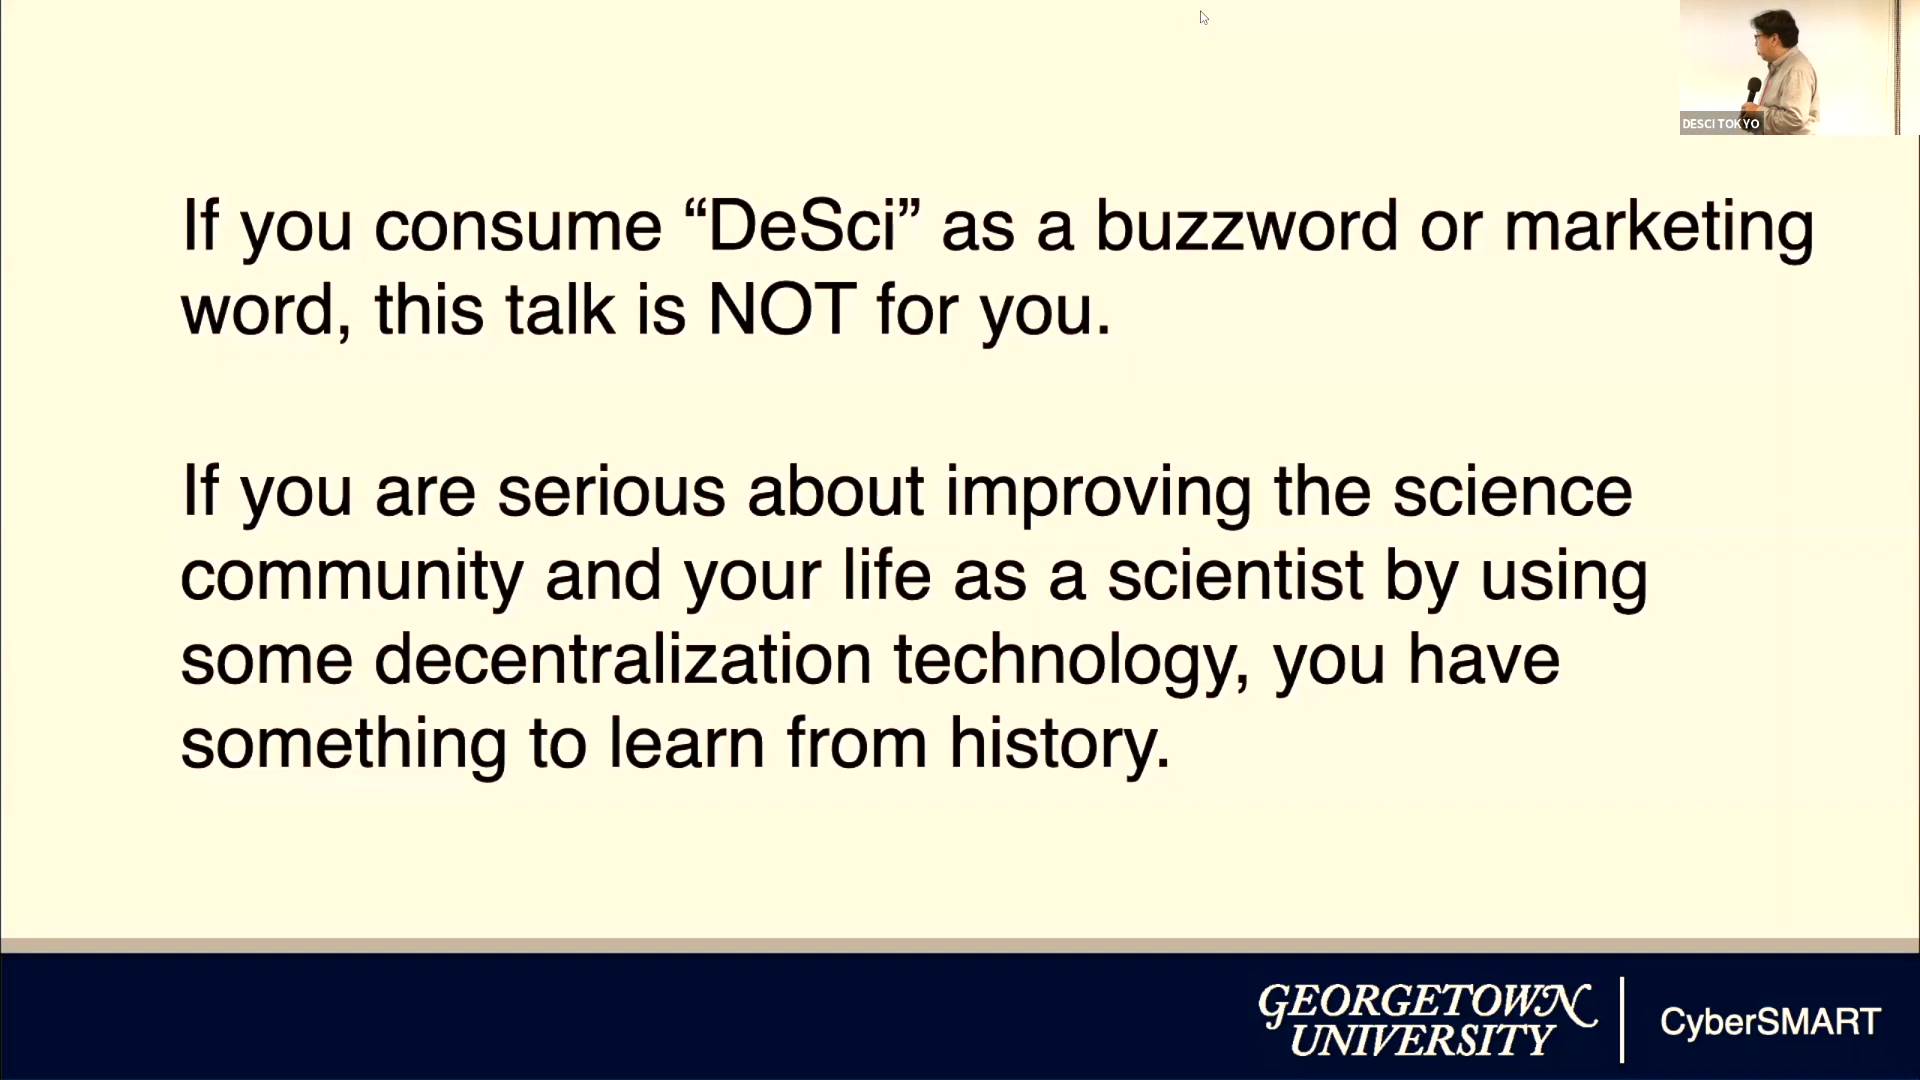 DESCI TOKYO
If you consume “DeSci” as a buzzword or marketing
word, this talk is NOT for you.
If you are serious about improving the science
community and your life as a scientist by using
some decentralization technology, you have
something to learn from history.
GEORGETOWN
UNIVERSITY
CyberSMART